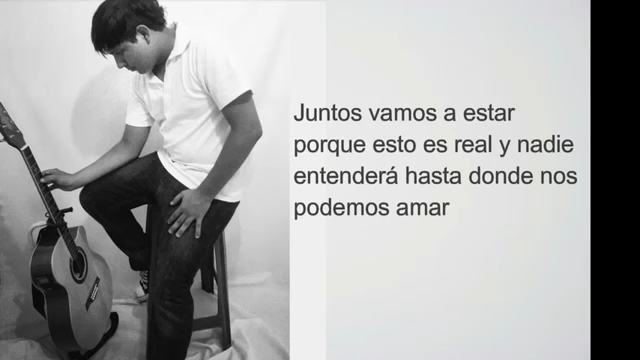 Juntos vamos a estar
porque esto es real y nadie
entenderá hasta donde nos
podemos amar